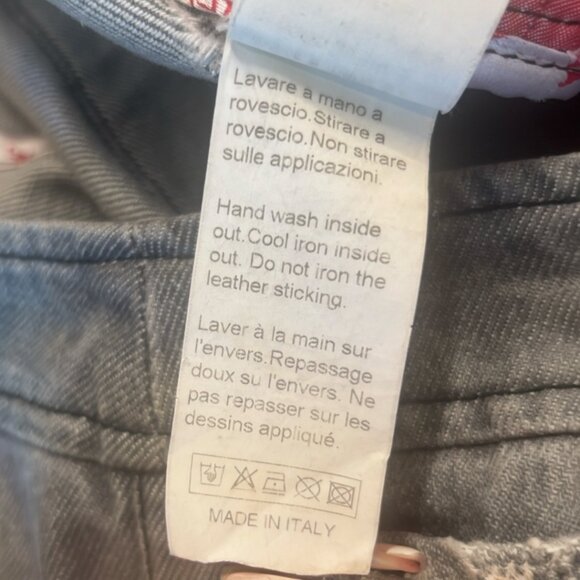 Lavare a mano a
rovescio.Stirare a
rovescio.Non stirare
sulle applicazioni.
Hand wash inside
out.Cool iron inside
out. Do not iron the
leather sticking.
Laver à la main sur
l'envers.Repassage
doux su l'envers. Ne
pas repasser sur les
dessins appliqué.
MADE IN ITALY